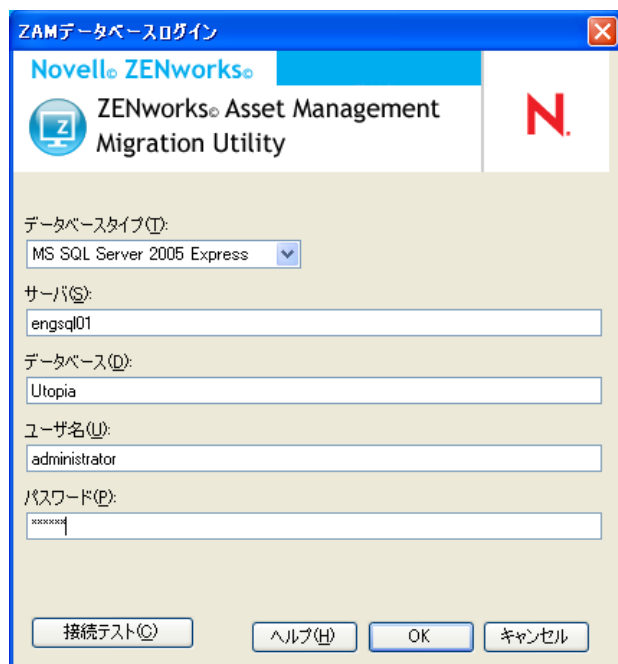 ZAMデータベースログイン
Novell® ZENworks®
ZENworks® Asset Management
Migration Utility
N.
データベースタイプ(T):
MS SQL Server 2005 Express
サーバ(S):
engsql01
データベース(D):
Utopia
ユーザ名(U):
administrator
パスワード(P):
******
接続テスト(C)
ヘルプ(H)
OK
キャンセル